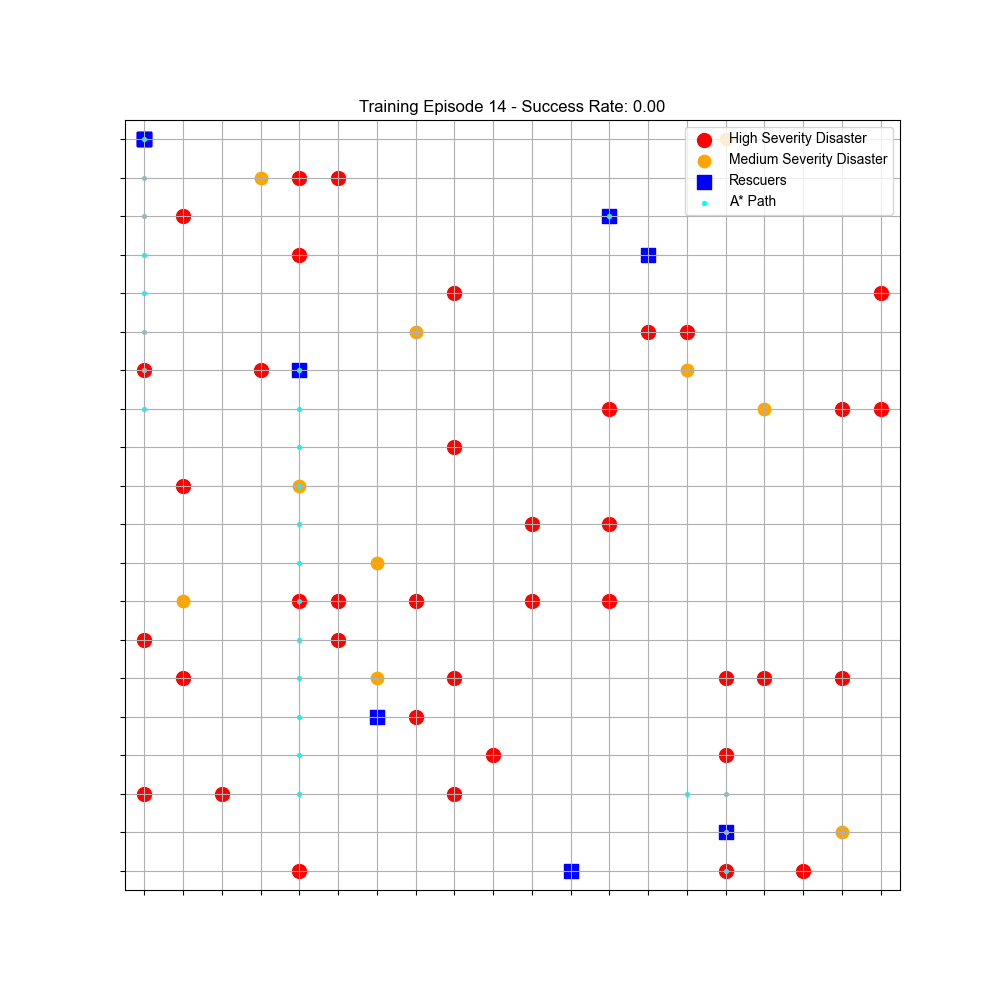 Training Episode 14 - Success Rate: 0.00
High Severity Disaster
Medium Severity Disaster
Rescuers
A* Path